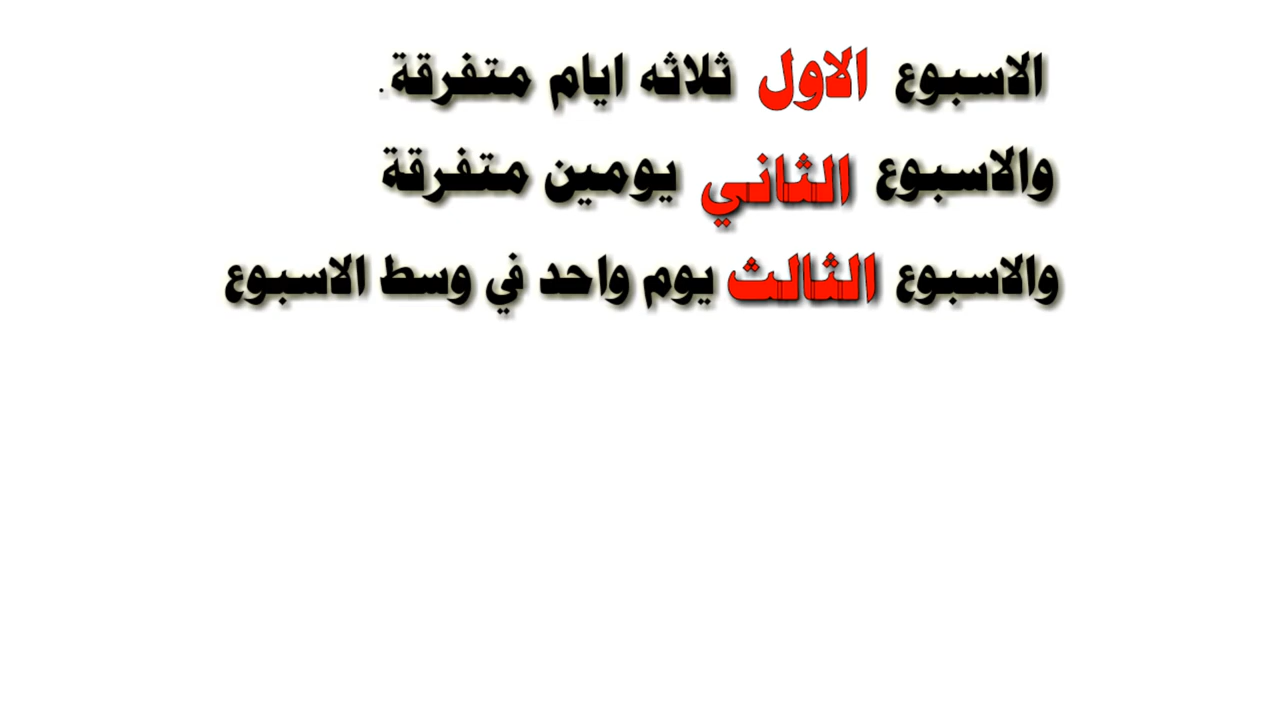 الاسبوع الاول ثلاثه ايام متفرقة.
والاسبوع الثاني يومين متفرقة
والاسبوع الثالث يوم واحد في وسط الاسبوع